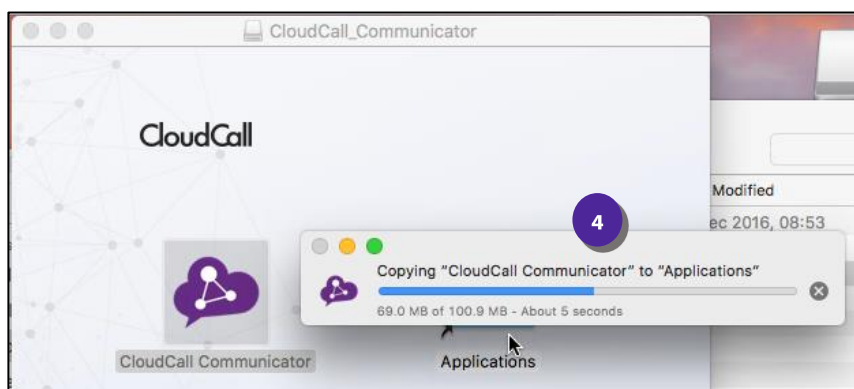 CloudCall_Communicator
CloudCall
Modified
ec 2016, 08:53
4
Copying "CloudCall Communicator" to "Applications"
69.0 MB of 100.9 MB - About 5 seconds
CloudCall Communicator
Applications